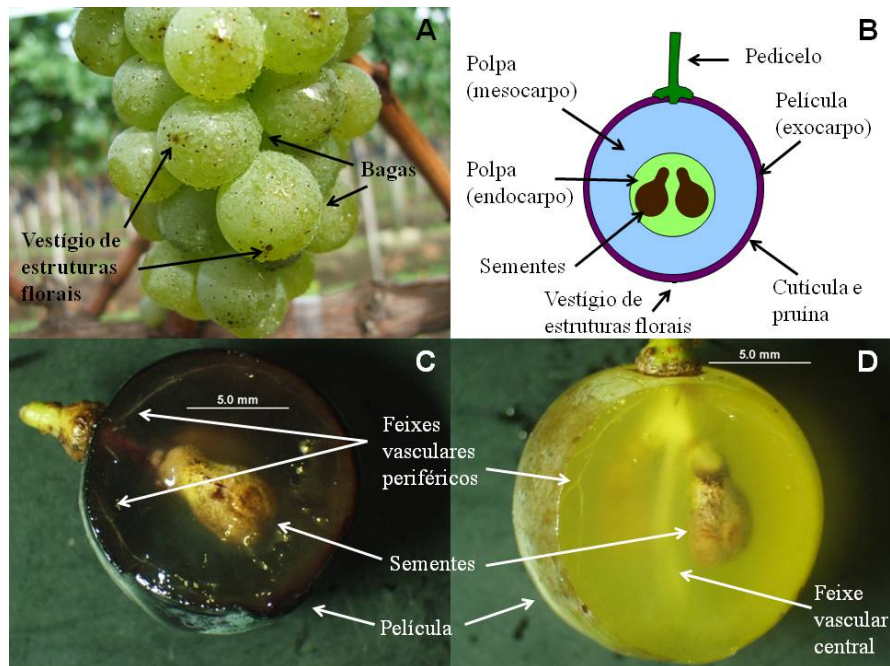 A
Bagas
Vestígio de
estruturas
florais
B
Pedicelo
Polpa
(mesocarpo)
Película
(exocarpo)
Polpa
(endocarpo)
Sementes
Vestígio de
estruturas florais
Cutícula e
pruína
C
5.0 mm
Feixes
vasculares
periféricos
Sementes
Película
D
5.0 mm
Feixe
vascular
central